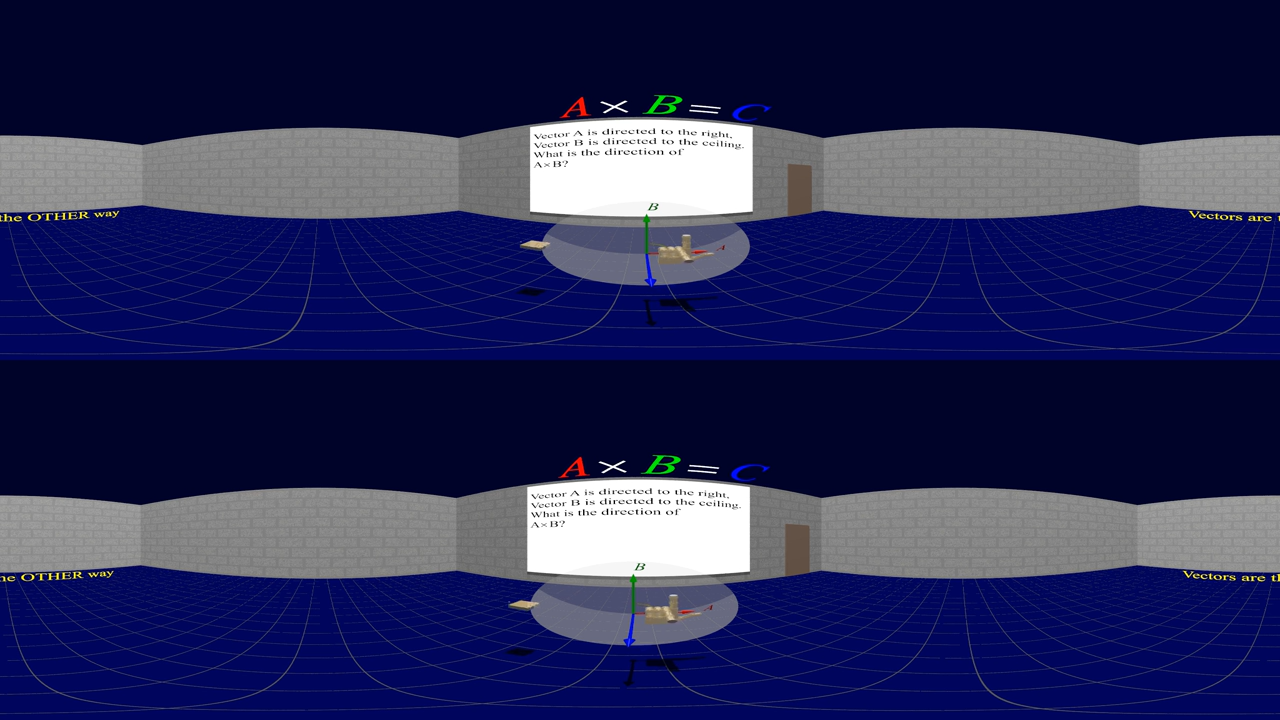 A × B = C
Vector A is directed to the right,
Vector B is directed to the ceiling.
What is the direction of
A×B?
the OTHER way
Vectors are t
B
A
A × B = C
Vector A is directed to the right,
Vector B is directed to the ceiling.
What is the direction of
A×B?
he OTHER way
Vectors are th
B
A